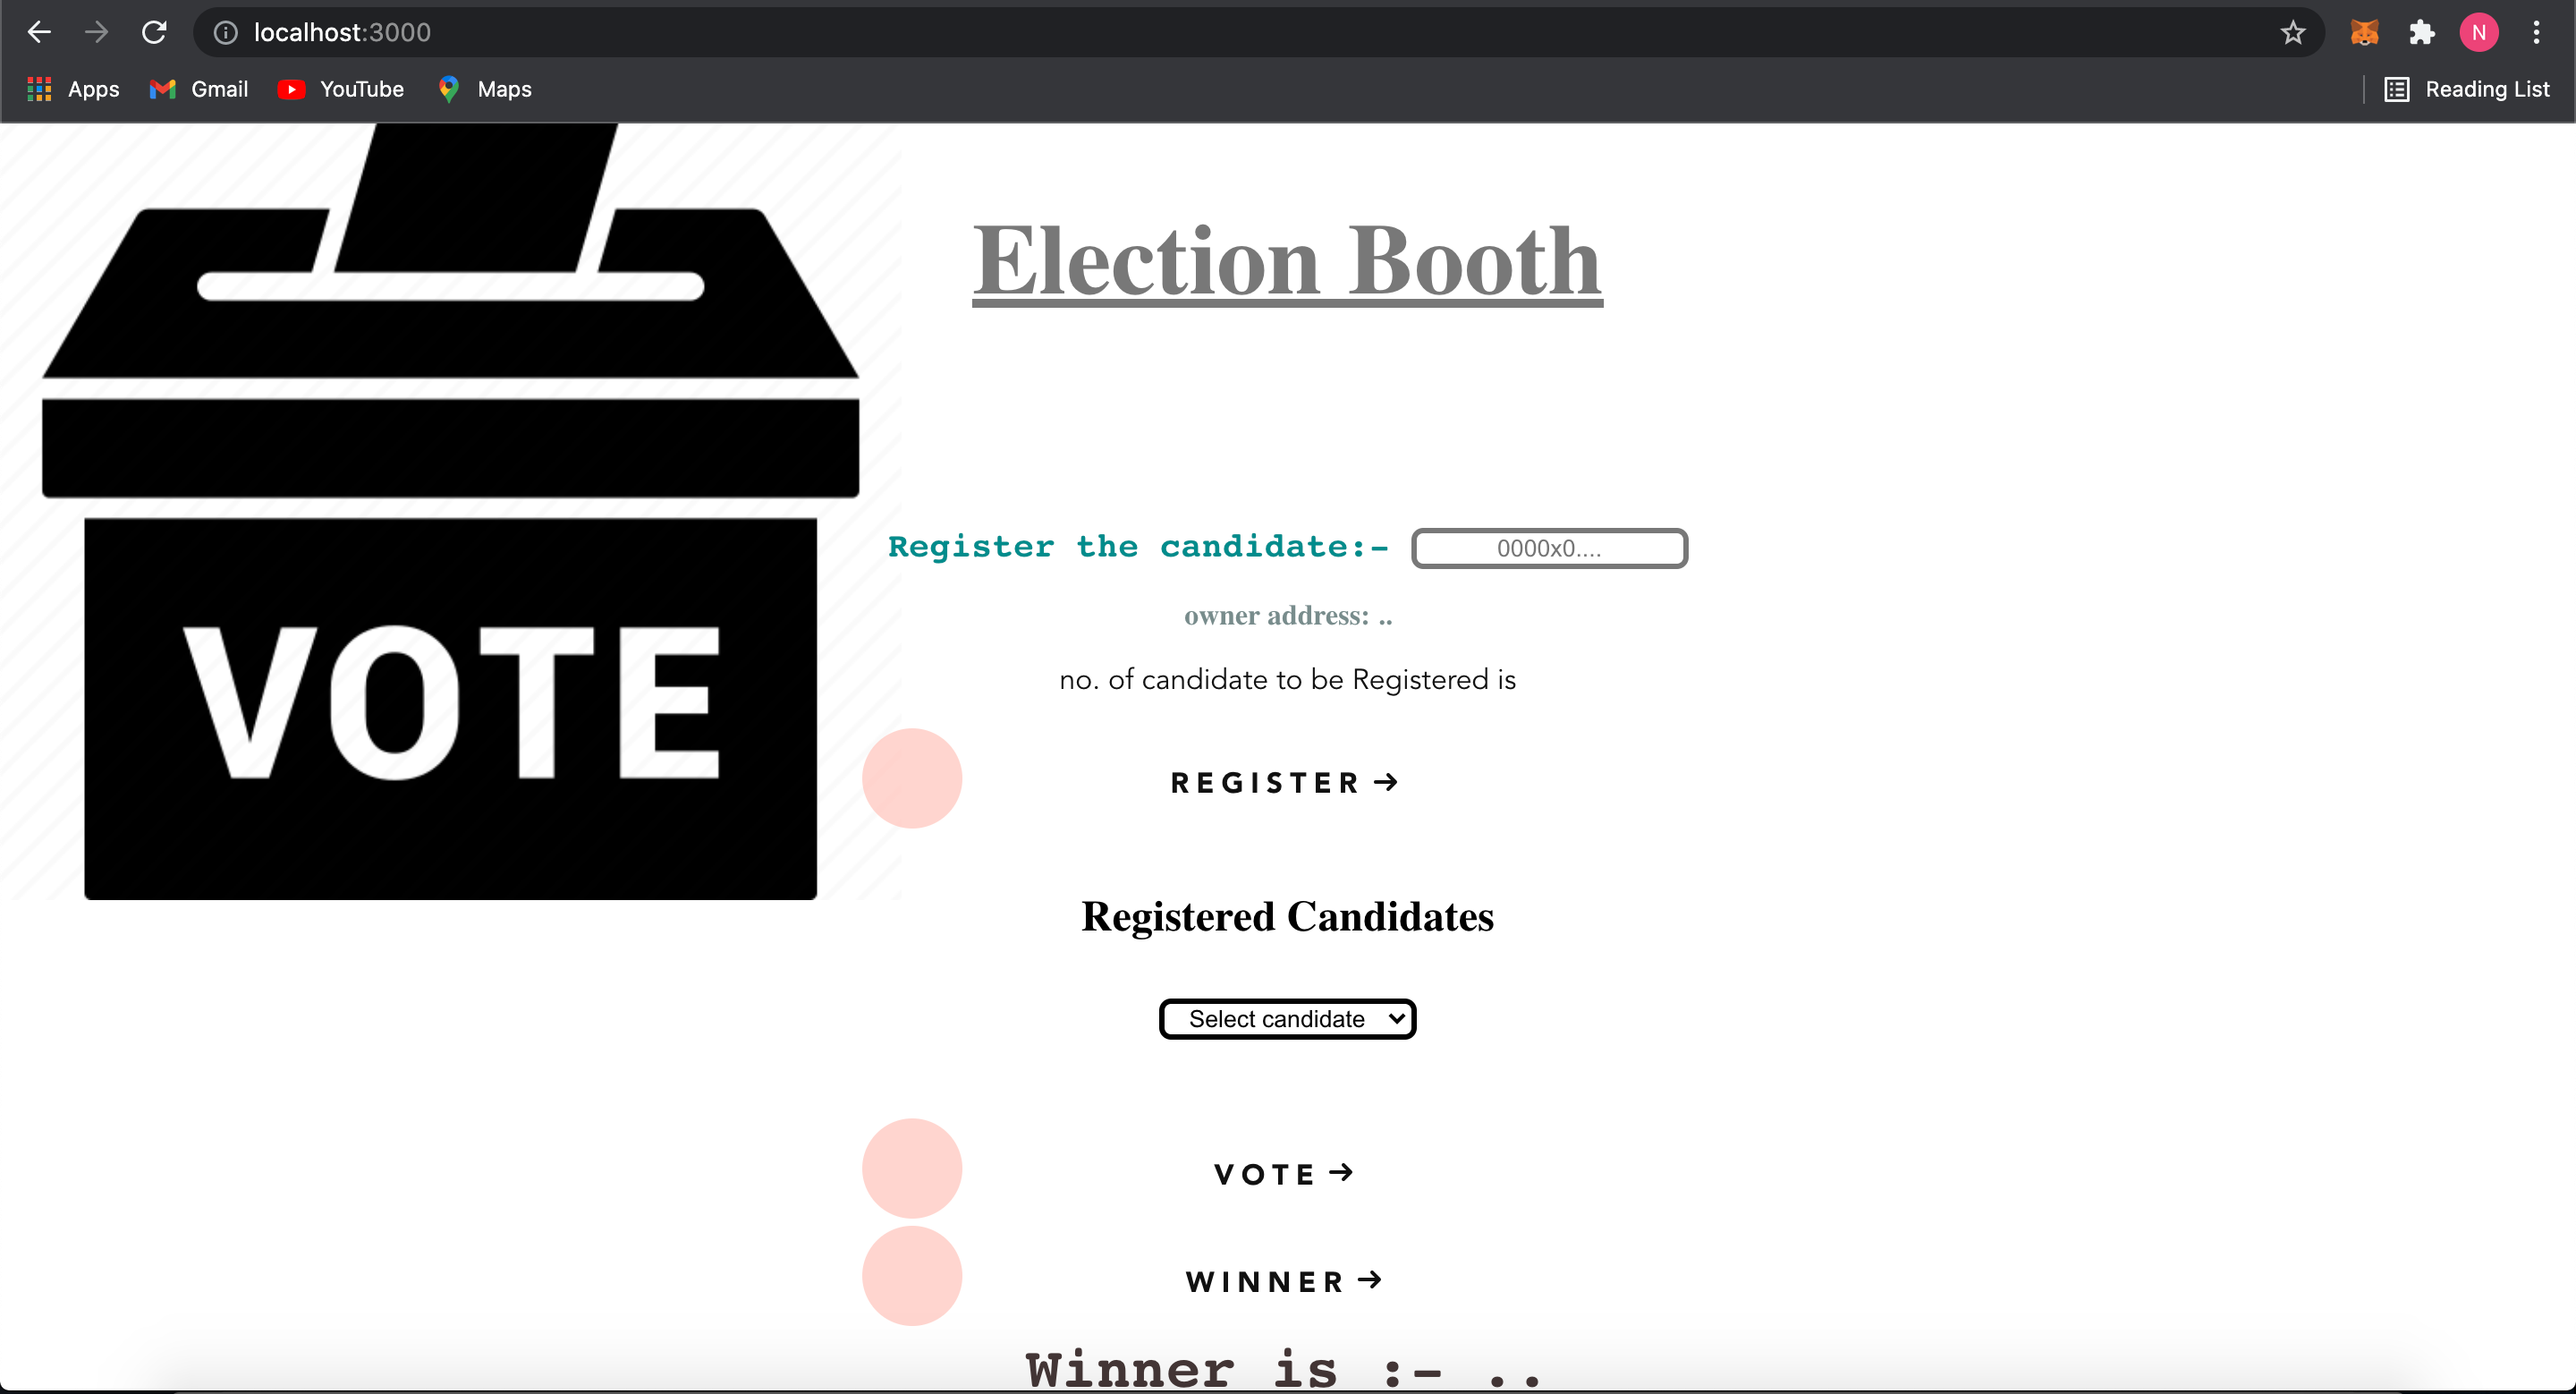 localhost:3000
N
Apps Gmail YouTube Maps Reading List
Election Booth
Register the candidate:- 0000x0....
owner address: ..
no. of candidate to be Registered is
VOTE
REGISTER →
Registered Candidates
Select candidate
VOTE →
WINNER →
Winner is :- ..